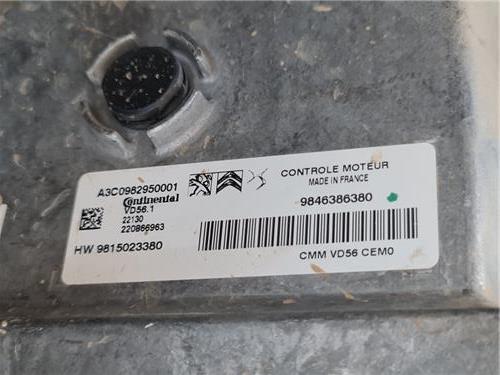 A3C0982950001
Continental
VD56.1
22130
220866963
HW 9815023380
CONTROLE MOTEUR
MADE IN FRANCE
9846386380
CMM VD56 CEM0